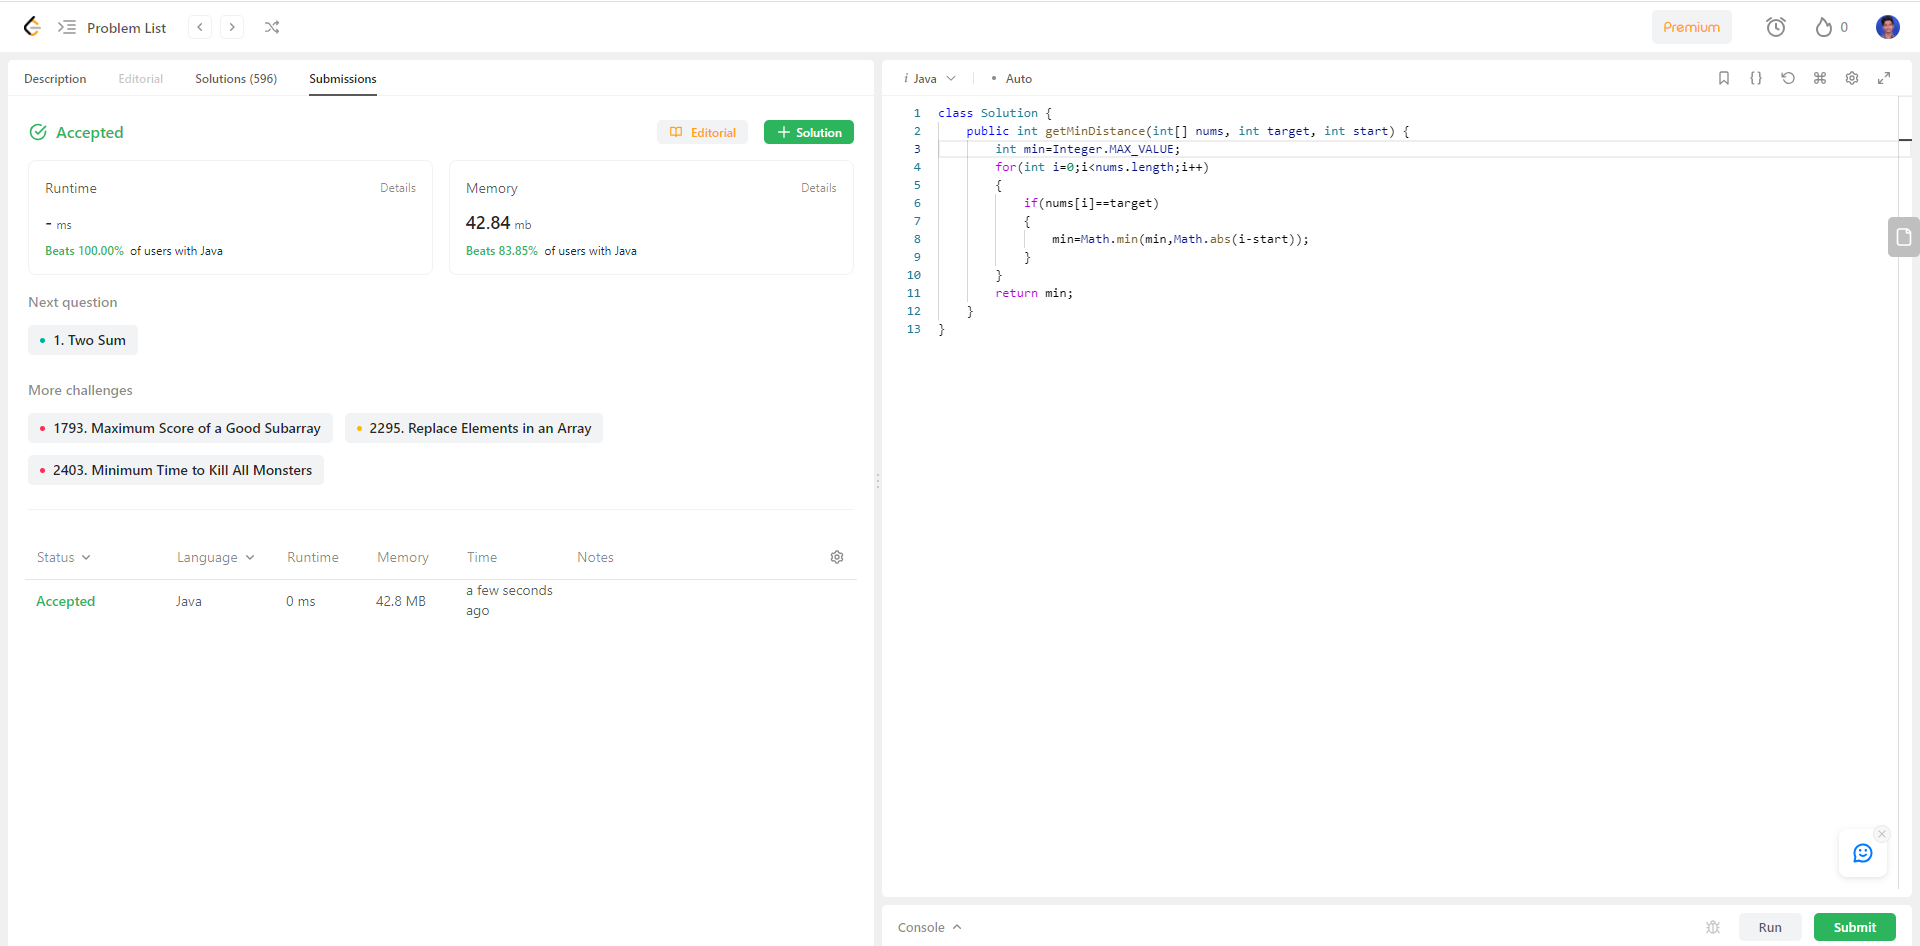 Problem List
Premium
0
Description Editorial Solutions (596) Submissions
Accepted
Editorial
Solution
Runtime Details
- ms
Beats 100.00% of users with Java
Memory Details
42.84 mb
Beats 83.85% of users with Java
Next question
1. Two Sum
More challenges
1793. Maximum Score of a Good Subarray
2295. Replace Elements in an Array
2403. Minimum Time to Kill All Monsters
Status Language Runtime Memory Time Notes
Accepted Java 0 ms 42.8 MB a few seconds
ago
i Java • Auto
1 class Solution {
2 public int getMinDistance(int[] nums, int target, int start) {
3 int min=Integer.MAX_VALUE;
4 for(int i=0;i<nums.length;i++)
5 {
6 if(nums[i]==target)
7 {
8 min=Math.min(min,Math.abs(i-start));
9 }
10 }
11 return min;
12 }
13 }
Console
Run
Submit